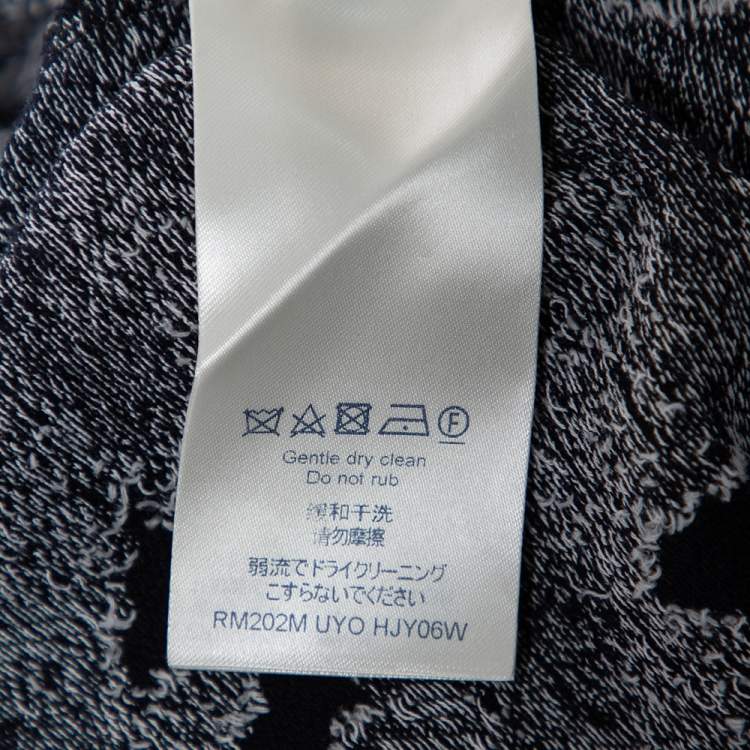 F
Gentle dry clean
Do not rub
缓和干洗
请勿摩擦
弱流でドライクリーニング
こすらないでください
RM202M UYO HJY06W